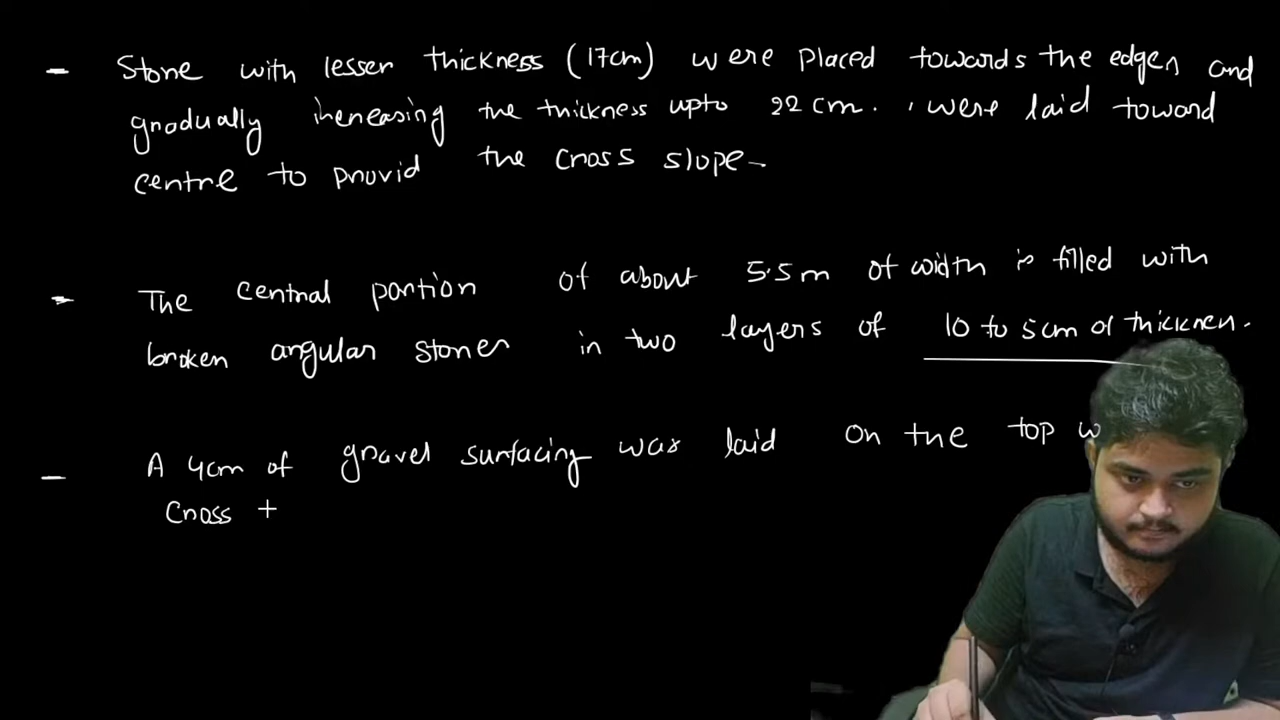 - Stone with lesser thickness (17cm) were placed towards the edges and
gradually increasing the thickness upto 22 cm. were laid toward
centre to provid the cross slope-
- The central portion of about 5.5m of width is filled with
broken angular stones in two layers of 10 to 5cm of thicknen.
- A 4cm of gravel surfacing was laid on the top w
Cross +